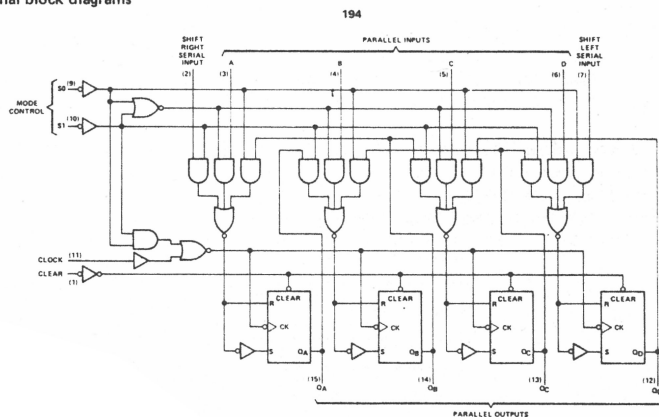 nal block diagrams
194
SHIFT RIGHT SERIAL INPUT
PARALLEL INPUTS
SHIFT LEFT SERIAL INPUT
A B C D
(2) (3) (4) (5) (6) (7)
MODE CONTROL
S0 (9)
S1 (10)
CLOCK (11)
CLEAR (1)
CLEAR CLEAR CLEAR CLEAR
R R R R
CK CK CK CK
S QA S QB S QC S QD
(15) (14) (13) (12)
QA QB QC
PARALLEL OUTPUTS